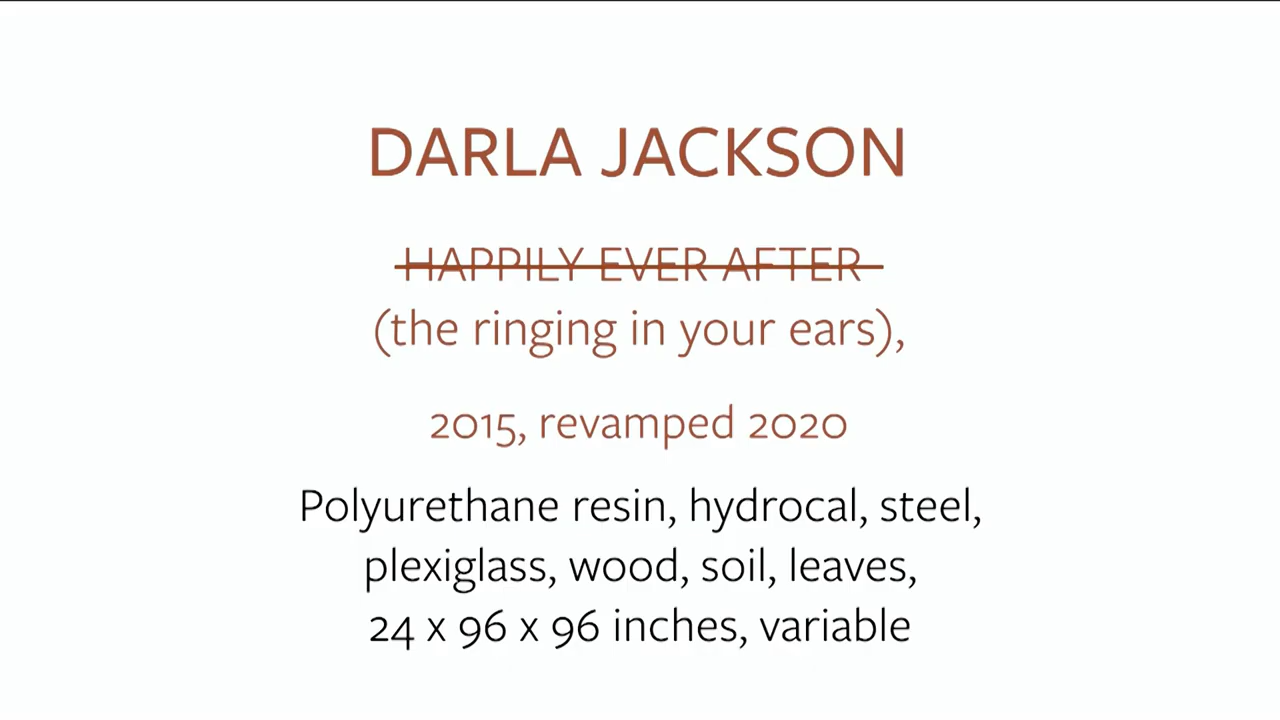 DARLA JACKSON
HAPPILY EVER AFTER
(the ringing in your ears),
2015, revamped 2020
Polyurethane resin, hydrocal, steel,
plexiglass, wood, soil, leaves,
24 x 96 x 96 inches, variable